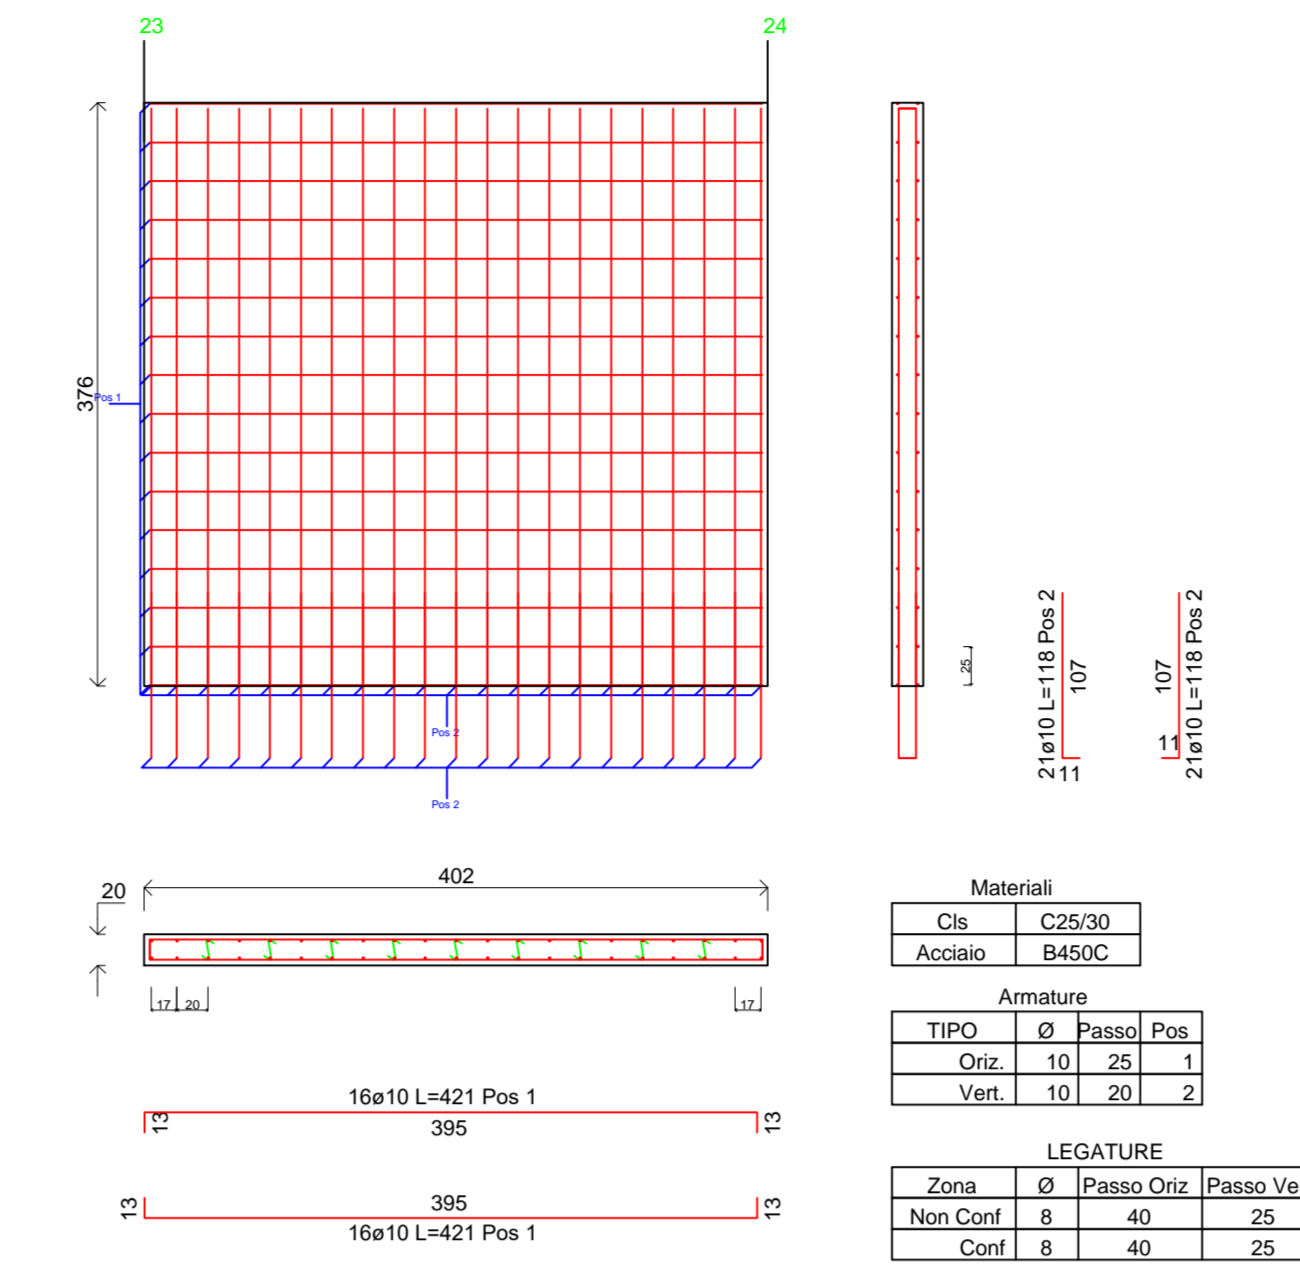 23
24
376
Pos 1
Pos 2
Pos 2
25
21ø10 L=118 Pos 2
107
11
107
11
21ø10 L=118 Pos 2
402
20
17
20
17
16ø10 L=421 Pos 1
13
395
13
13
395
13
16ø10 L=421 Pos 1
Materiali
Cls C25/30
Acciaio B450C
Armature
TIPO Ø Passo Pos
Oriz. 10 25 1
Vert. 10 20 2
LEGATURE
Zona Ø Passo Oriz Passo Ve
Non Conf 8 40 25
Conf 8 40 25